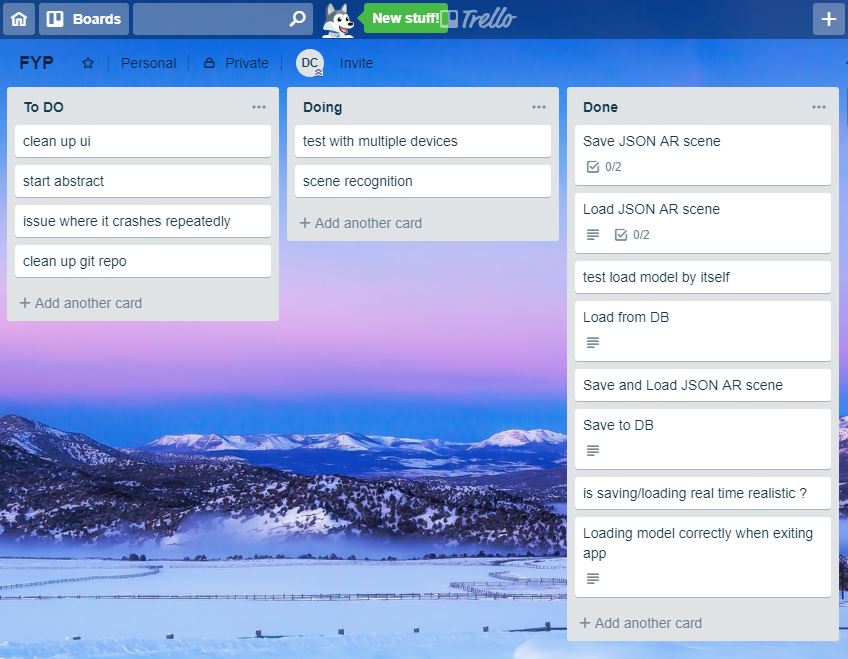 Boards
New stuff!
Trello
FYP
Personal
Private
DC
Invite
To DO
clean up ui
start abstract
issue where it crashes repeatedly
clean up git repo
+ Add another card
Doing
test with multiple devices
scene recognition
+ Add another card
Done
Save JSON AR scene
0/2
Load JSON AR scene
0/2
test load model by itself
Load from DB
Save and Load JSON AR scene
Save to DB
is saving/loading real time realistic ?
Loading model correctly when exiting
app
+ Add another card